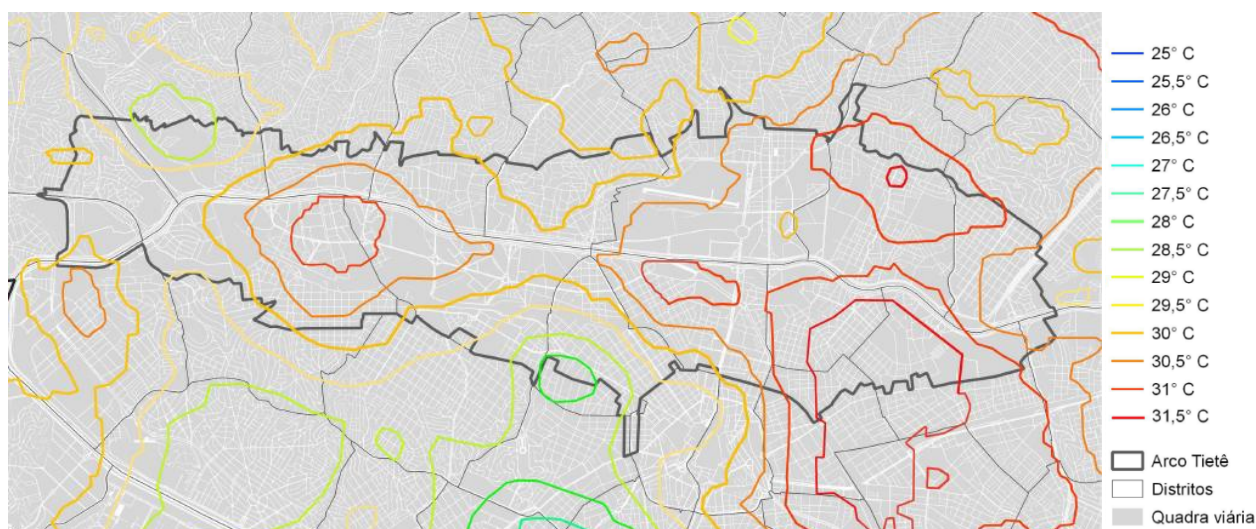 25° C
25,5° C
26° C
26,5° C
27° C
27,5° C
28° C
28,5° C
29° C
29,5° C
30° C
30,5° C
31° C
31,5° C
Arco Tietê
Distritos
Quadra viária